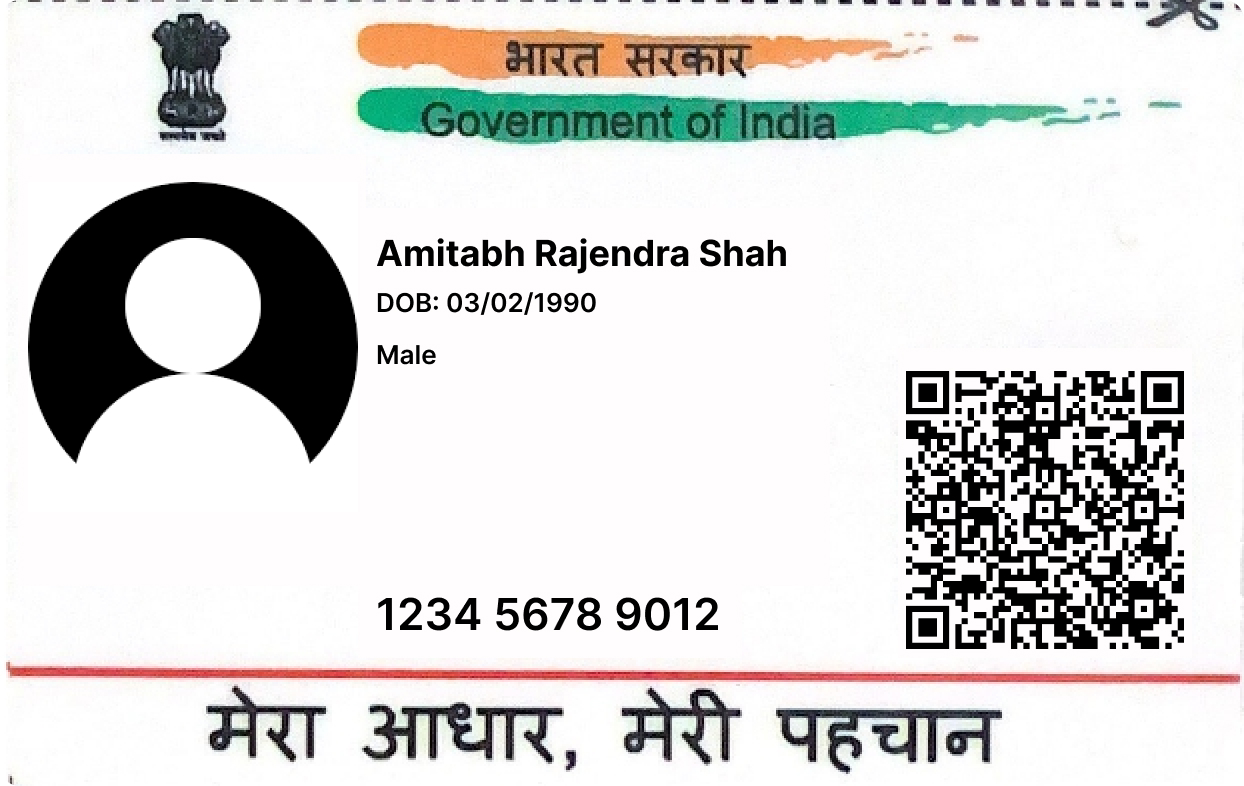 भारत सरकार
Government of India
सत्यमेव जयते
Amitabh Rajendra Shah
DOB: 03/02/1990
Male
1234 5678 9012
मेरा आधार, मेरी पहचान